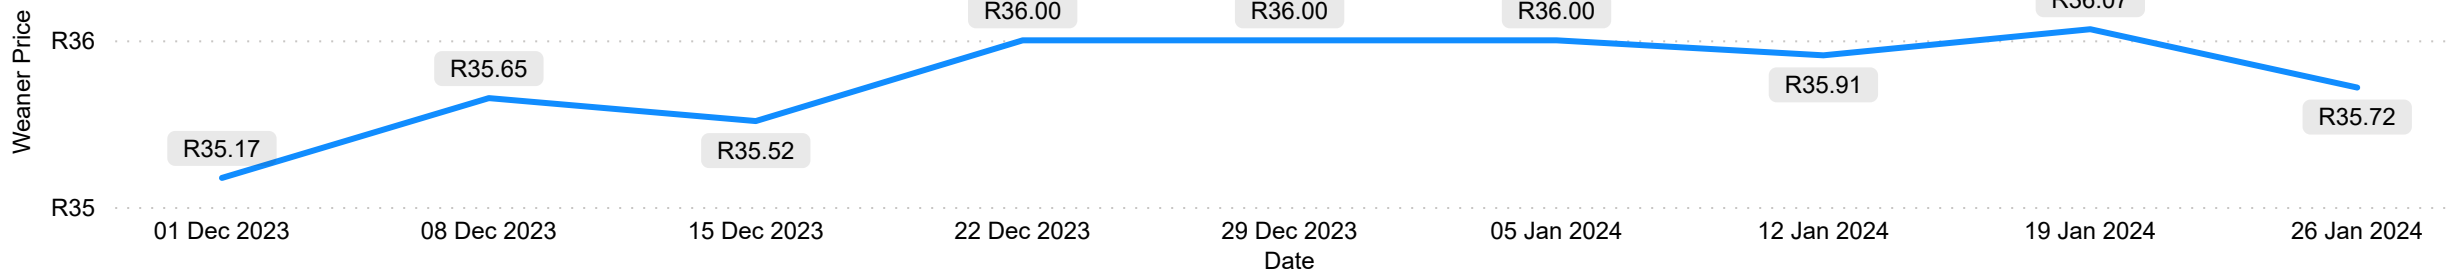 Weaner Price
R36
R35
R35.17
R35.65
R35.52
R36.00
R36.00
R36.00
R35.91
R36.07
R35.72
01 Dec 2023
08 Dec 2023
15 Dec 2023
22 Dec 2023
29 Dec 2023
05 Jan 2024
12 Jan 2024
19 Jan 2024
26 Jan 2024
Date